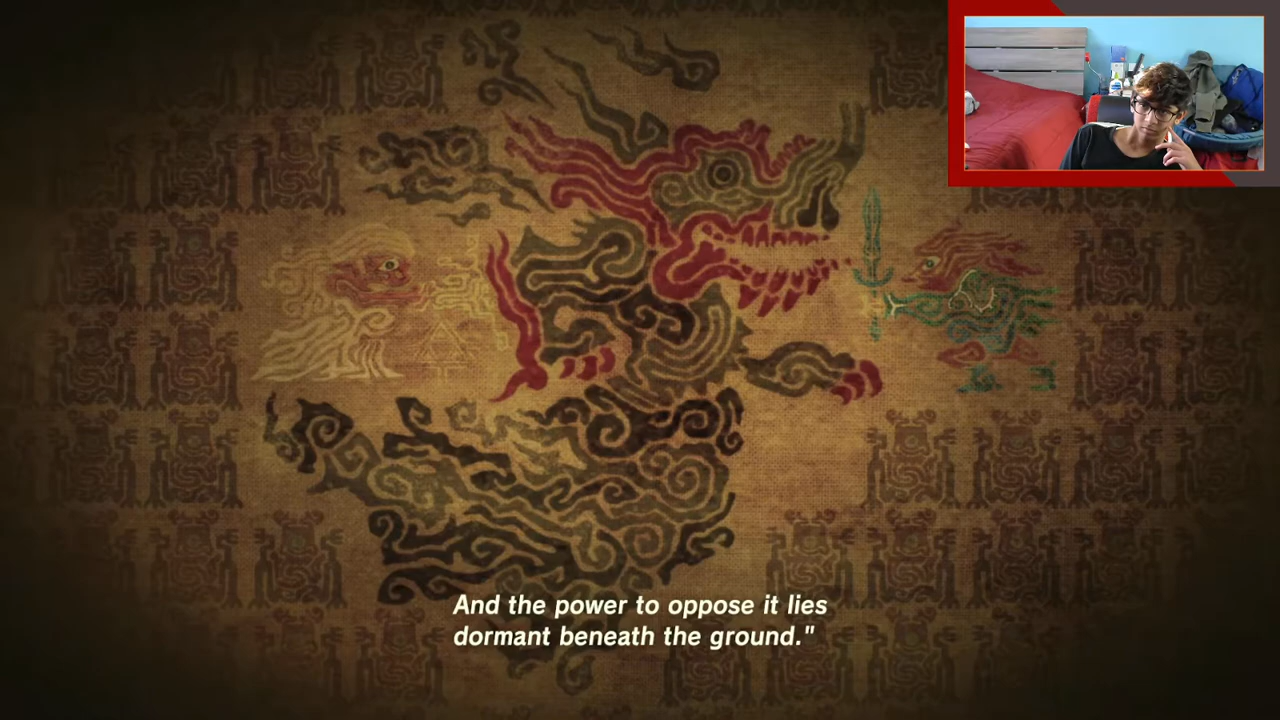 And the power to oppose it lies
dormant beneath the ground."